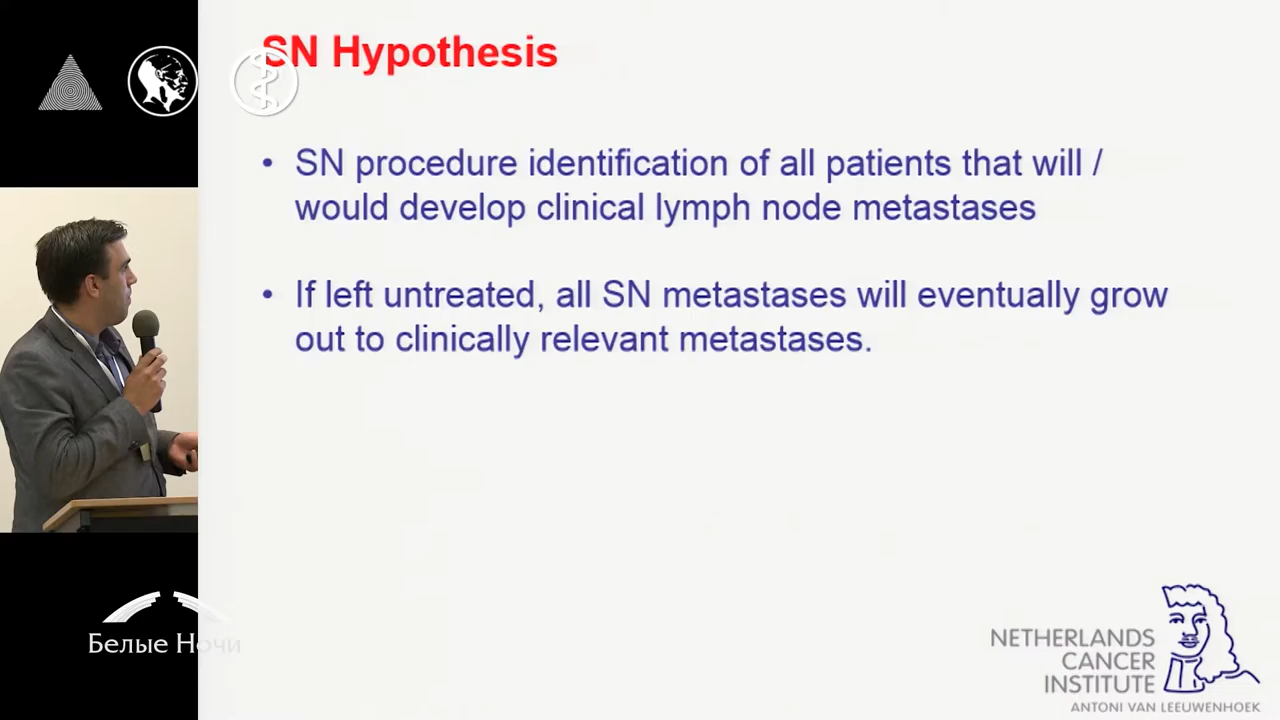 SN Hypothesis
• SN procedure identification of all patients that will /
would develop clinical lymph node metastases
• If left untreated, all SN metastases will eventually grow
out to clinically relevant metastases.
Белые Ночи
NETHERLANDS
CANCER
INSTITUTE
ANTONI VAN LEEUWENHOEK